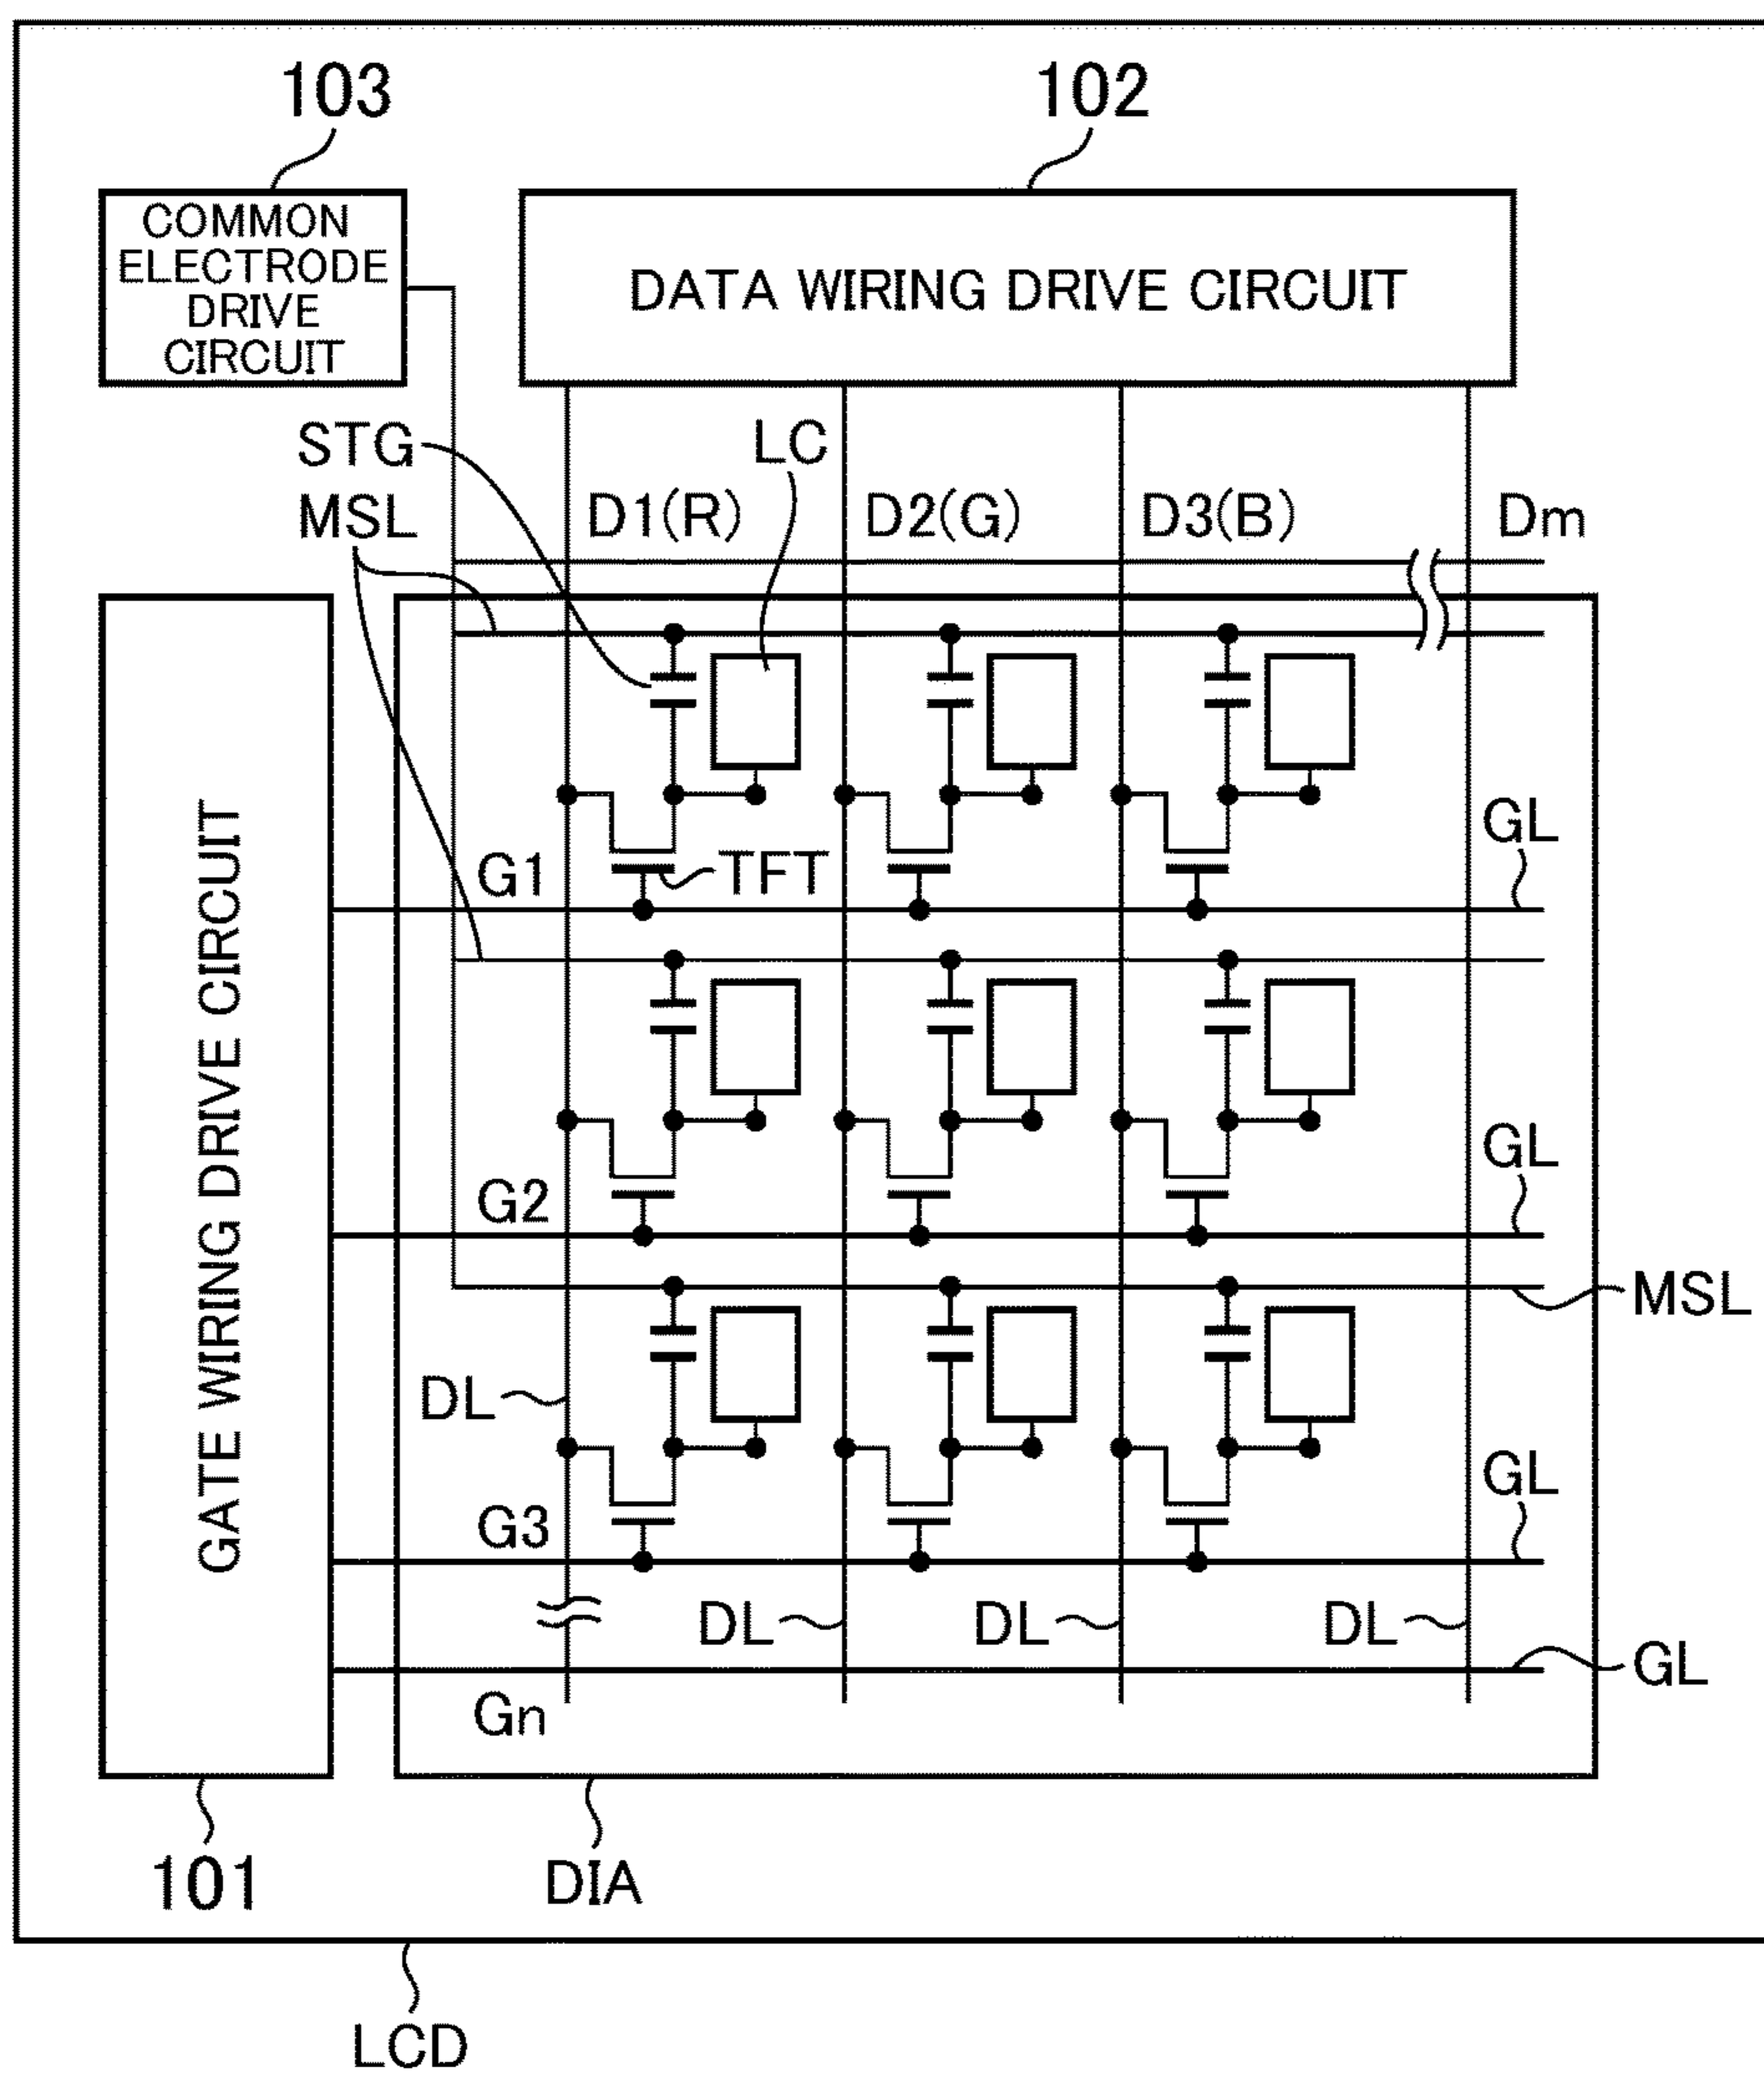 103
102
COMMON
ELECTRODE
DRIVE
CIRCUIT
DATA WIRING DRIVE CIRCUIT
STG
LC
MSL
D1(R)
D2(G)
D3(B)
Dm
GATE WIRING DRIVE CIRCUIT
GL
G1
TFT
GL
G2
MSL
DL
GL
G3
DL
DL
DL
GL
Gn
101
DIA
LCD